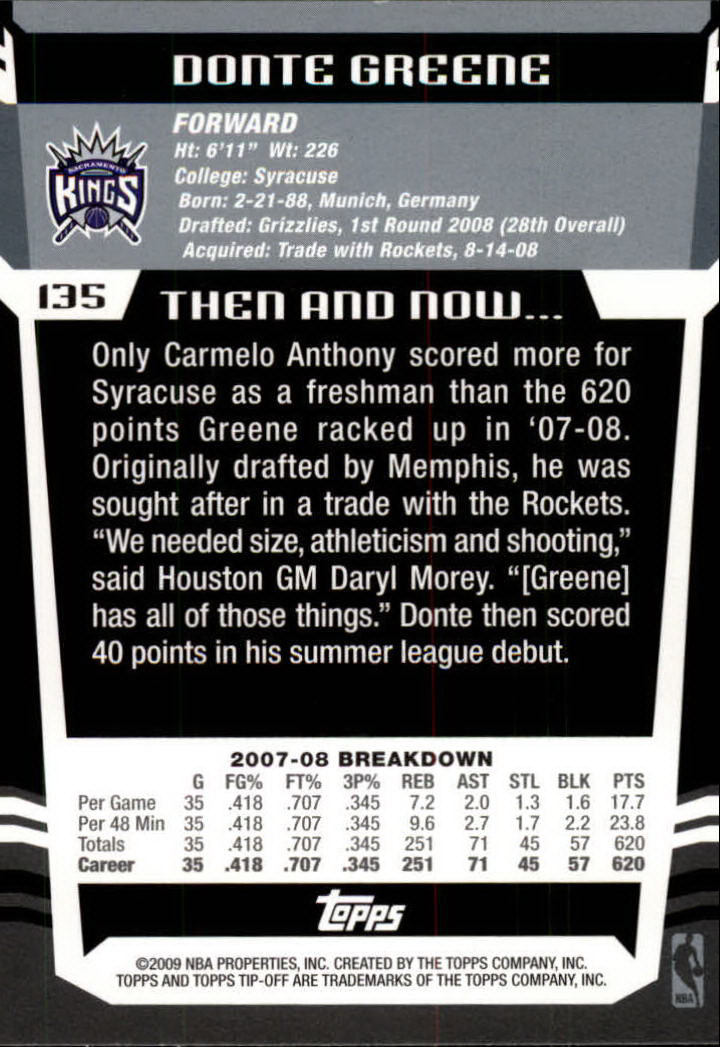 DONTE GREENE
FORWARD
Ht: 6'11" Wt: 226
College: Syracuse
Born: 2-21-88, Munich, Germany
Drafted: Grizzlies, 1st Round 2008 (28th Overall)
Acquired: Trade with Rockets, 8-14-08
SACRAMENTO
KINGS
135
THEN AND NOW...
Only Carmelo Anthony scored more for
Syracuse as a freshman than the 620
points Greene racked up in ‘07-08.
Originally drafted by Memphis, he was
sought after in a trade with the Rockets.
“We needed size, athleticism and shooting,”
said Houston GM Daryl Morey. “[Greene]
has all of those things.” Donte then scored
40 points in his summer league debut.
2007-08 BREAKDOWN
G FG% FT% 3P% REB AST STL BLK PTS
Per Game 35 .418 .707 .345 7.2 2.0 1.3 1.6 17.7
Per 48 Min 35 .418 .707 .345 9.6 2.7 1.7 2.2 23.8
Totals 35 .418 .707 .345 251 71 45 57 620
Career 35 .418 .707 .345 251 71 45 57 620
topps
©2009 NBA PROPERTIES, INC. CREATED BY THE TOPPS COMPANY, INC.
TOPPS AND TOPPS TIP-OFF ARE TRADEMARKS OF THE TOPPS COMPANY, INC.
NBA